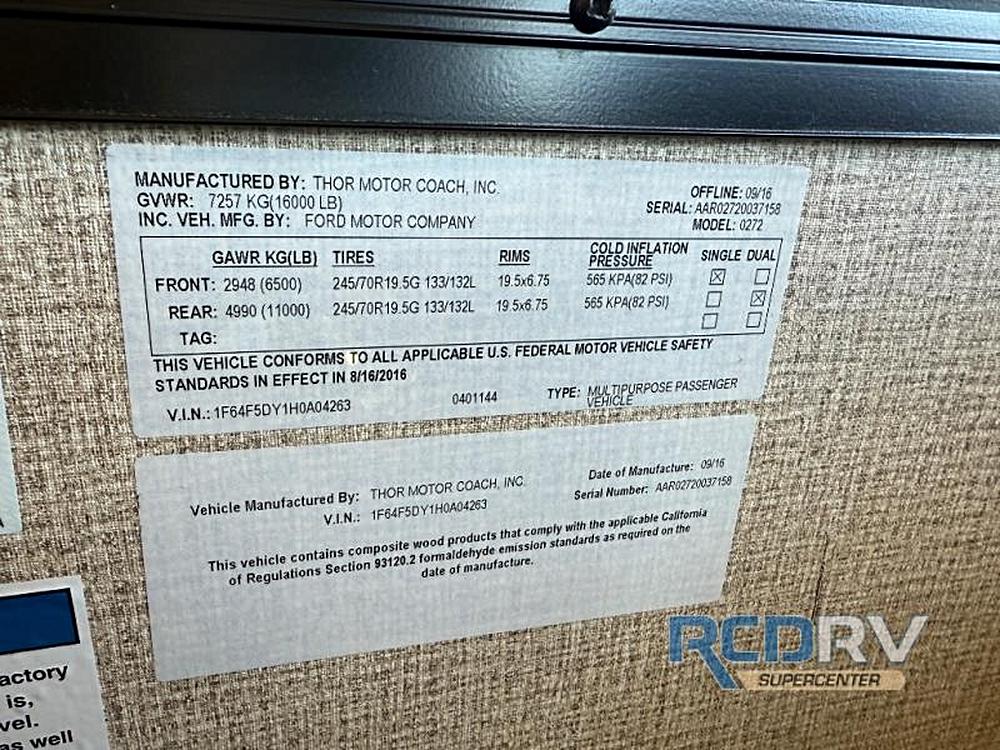 MANUFACTURED BY: THOR MOTOR COACH, INC.
GVWR: 7257 KG(16000 LB)
INC. VEH. MFG. BY: FORD MOTOR COMPANY
OFFLINE: 09/16
SERIAL: AAR02720037158
MODEL: 0272
GAWR KG(LB) TIRES RIMS COLD INFLATION PRESSURE SINGLE DUAL
FRONT: 2948 (6500) 245/70R19.5G 133/132L 19.5x6.75 565 KPA(82 PSI) ☒ ☐
REAR: 4990 (11000) 245/70R19.5G 133/132L 19.5x6.75 565 KPA(82 PSI) ☐ ☒
TAG: ☐ ☐
THIS VEHICLE CONFORMS TO ALL APPLICABLE U.S. FEDERAL MOTOR VEHICLE SAFETY
STANDARDS IN EFFECT IN 8/16/2016
V.I.N.: 1F64F5DY1H0A04263 0401144 TYPE: MULTIPURPOSE PASSENGER
VEHICLE
Vehicle Manufactured By: THOR MOTOR COACH, INC.
V.I.N.: 1F64F5DY1H0A04263
Date of Manufacture: 09/16
Serial Number: AAR02720037158
This vehicle contains composite wood products that comply with the applicable California
of Regulations Section 93120.2 formaldehyde emission standards as required on the
date of manufacture.
actory
is,
vel.
as well
A
RCDRV
SUPERCENTER